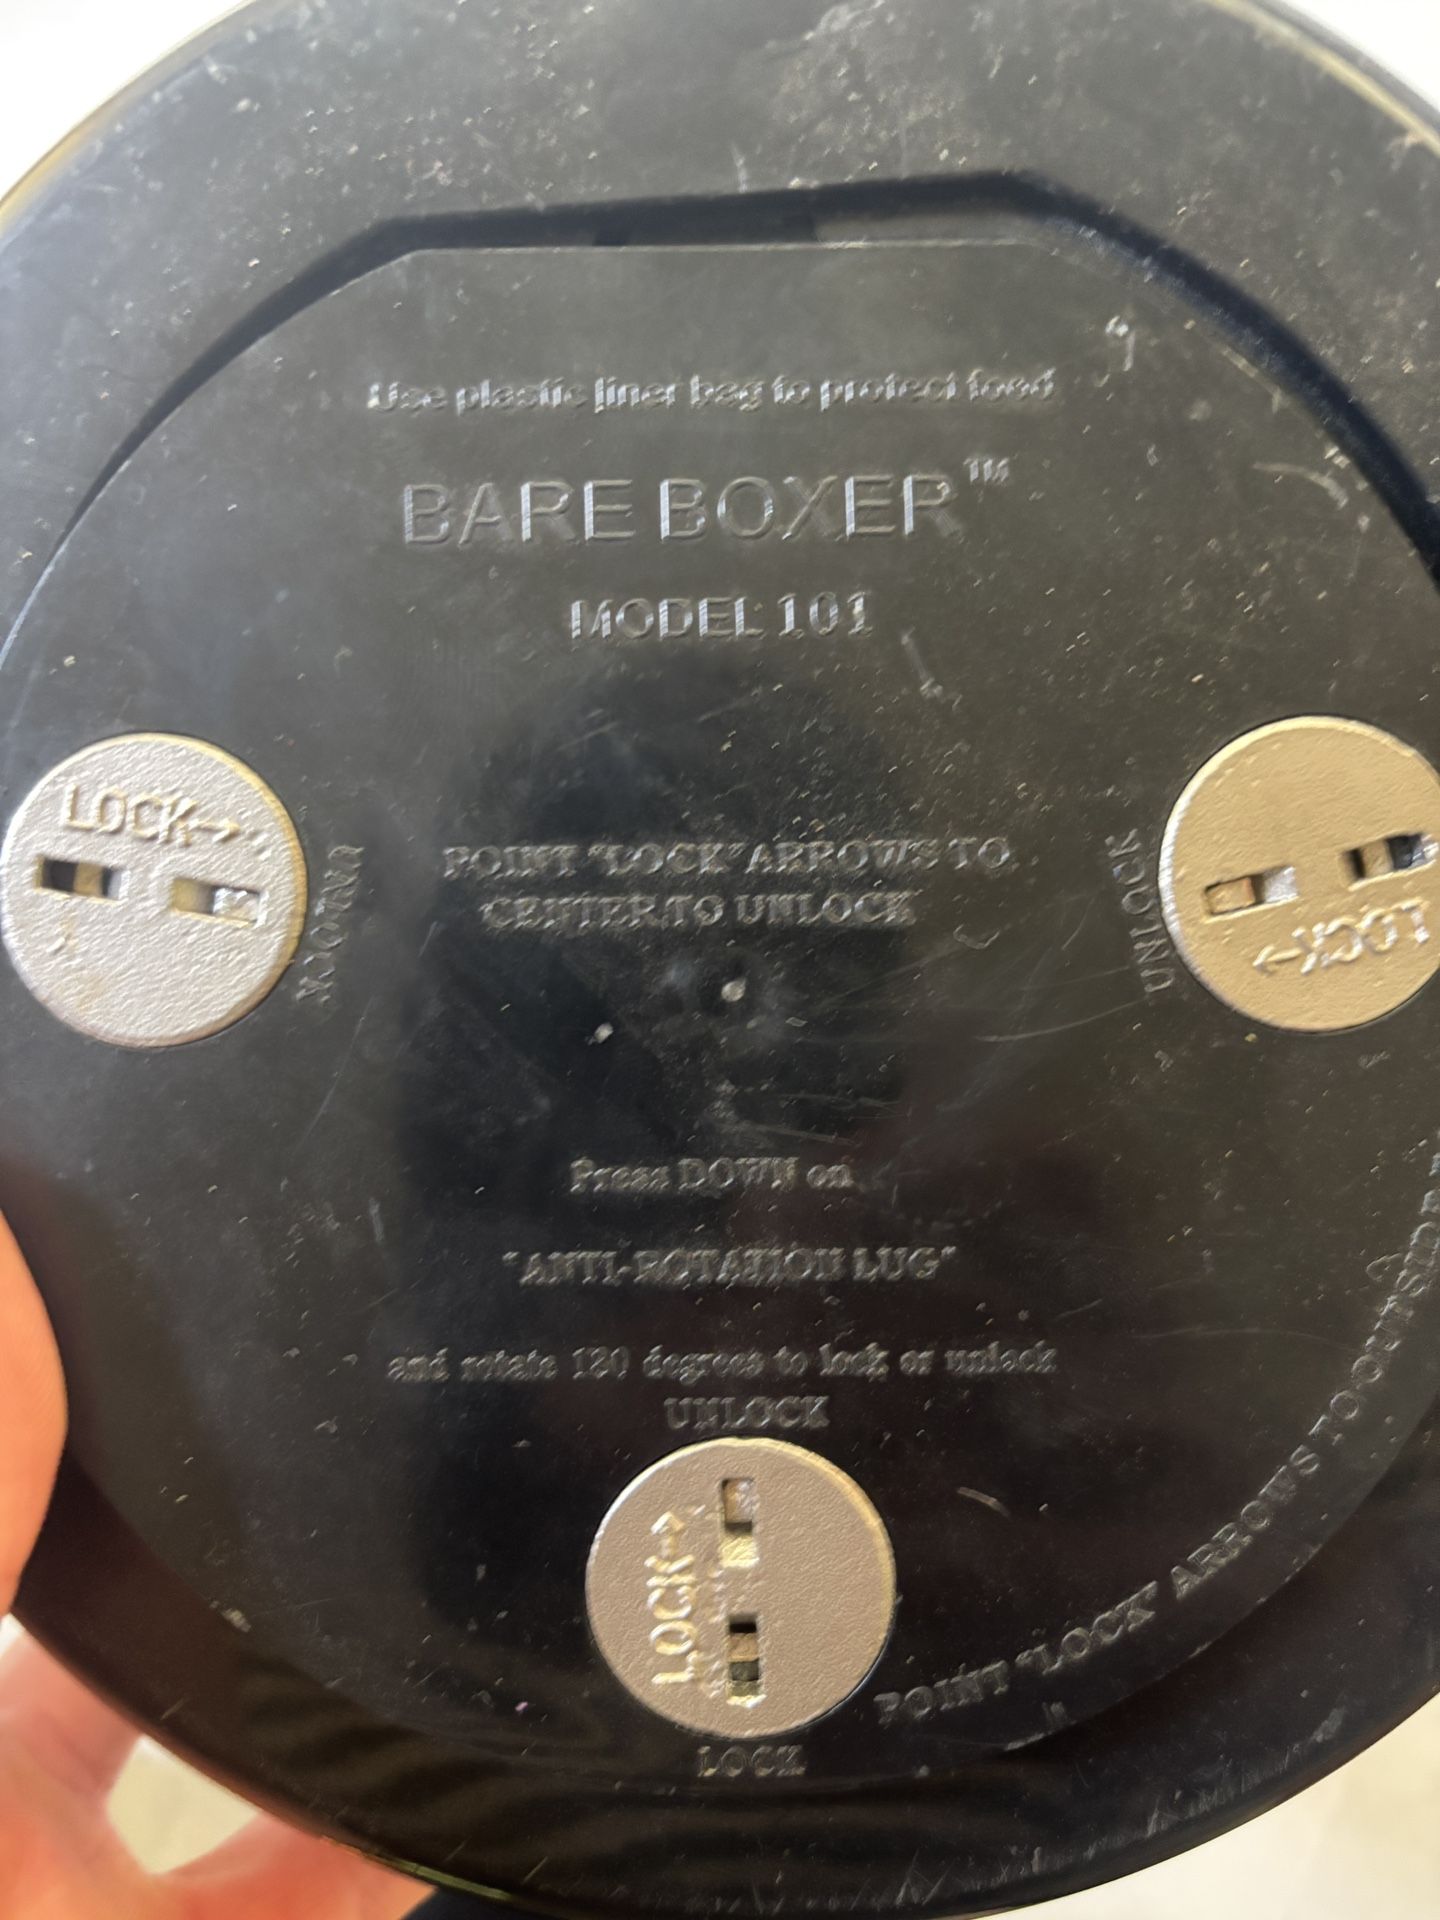 Use plastic liner bag to protect food
BARE BOXER™
MODEL 101
LOCK→
UNLOCK
POINT "LOCK" ARROWS TO
CENTER TO UNLOCK
UNLOCK
LOCK→
Press DOWN on
"ANTI-ROTATION LUG"
and rotate 180 degrees to lock or unlock
UNLOCK
LOCK→
LOCK
POINT "LOCK" ARROWS TO OUTSIDE